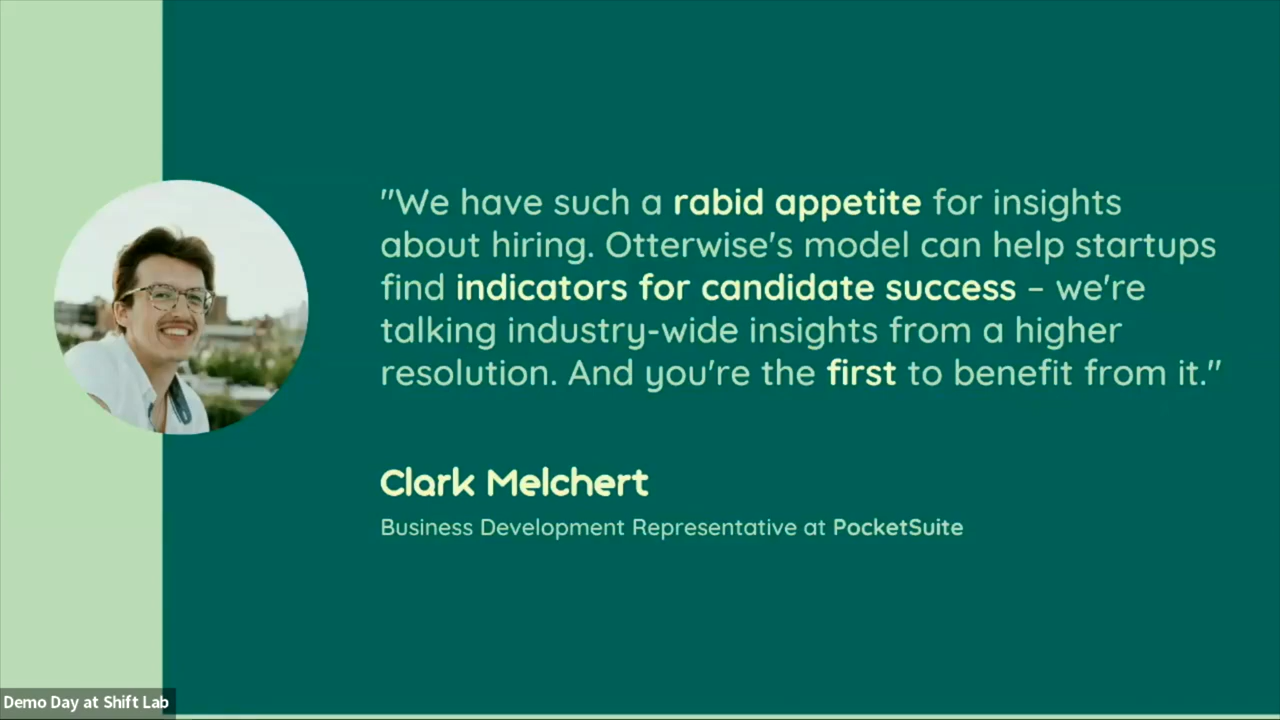 "We have such a rabid appetite for insights
about hiring. Otterwise's model can help startups
find indicators for candidate success – we're
talking industry-wide insights from a higher
resolution. And you're the first to benefit from it."
Clark Melchert
Business Development Representative at PocketSuite
Demo Day at Shift Lab